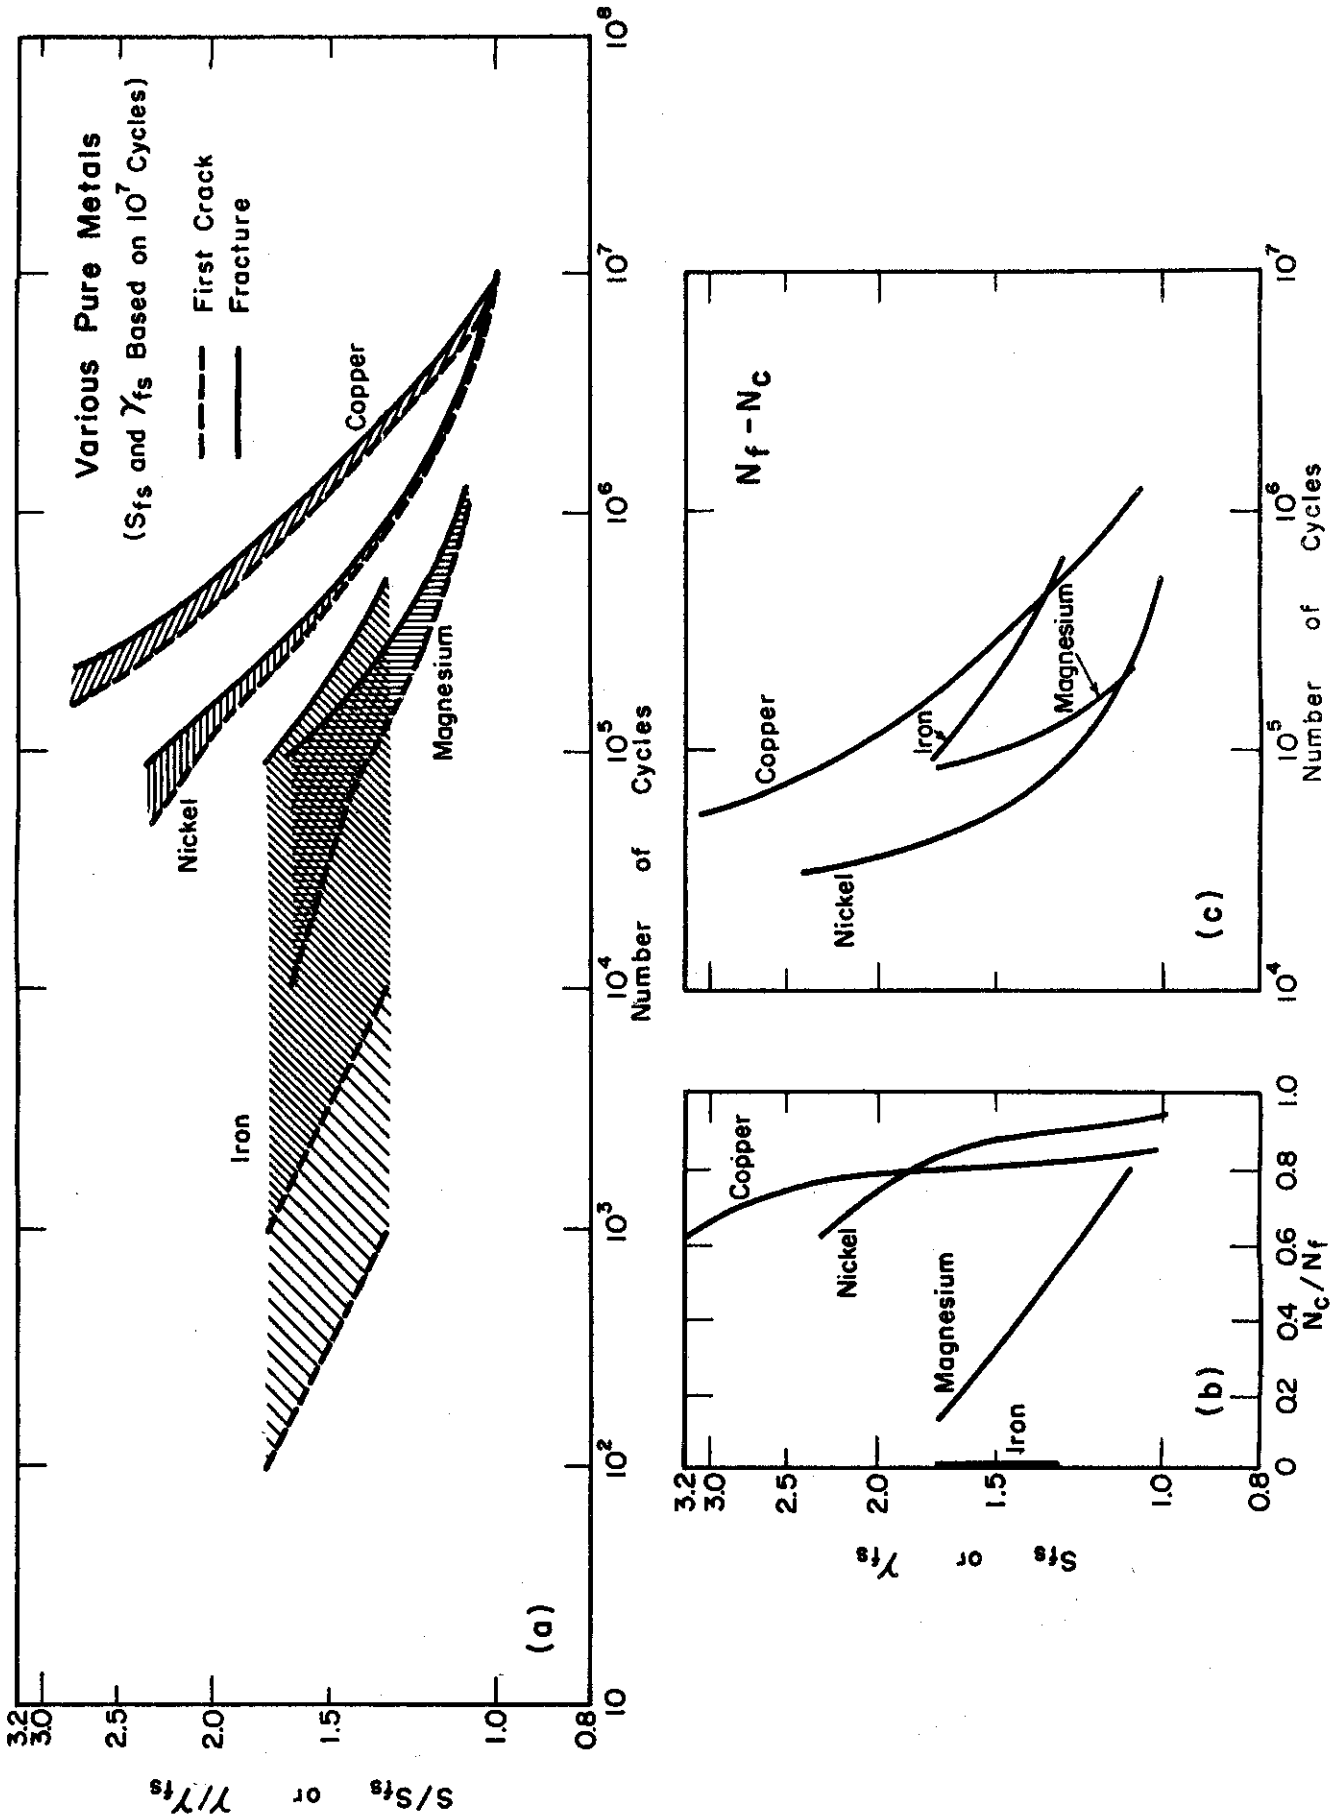 Various Pure Metals
(Sfs and γfs Based on 10⁷ Cycles)
First Crack
Fracture
Copper
Nickel
Iron
Magnesium
(a)
S/Sfs or γ/γfs
3.2
3.0
2.5
2.0
1.5
1.0
0.8
10
10²
10³
10⁴
10⁵
10⁶
10⁷
10⁸
Number of Cycles
Sfs or γfs
3.2
3.0
2.5
2.0
1.5
1.0
0.8
Copper
Nickel
Magnesium
Iron
(b)
0
0.2
0.4
0.6
0.8
1.0
Nc/Nf
Nf – Nc
Copper
Iron
Magnesium
Nickel
(c)
10⁴
10⁵
10⁶
10⁷
Number of Cycles